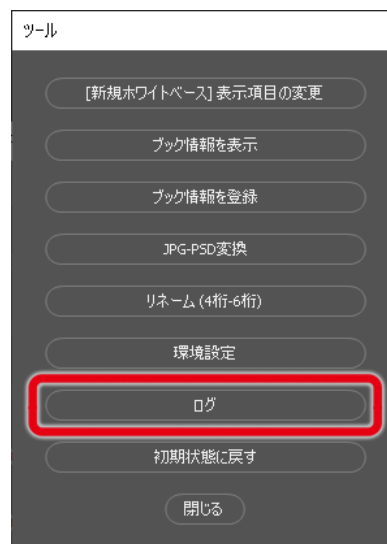 ツール
[新規ホワイトベース] 表示項目の変更
ブック情報を表示
ブック情報を登録
JPG-PSD変換
リネーム (4桁-6桁)
環境設定
ログ
初期状態に戻す
閉じる